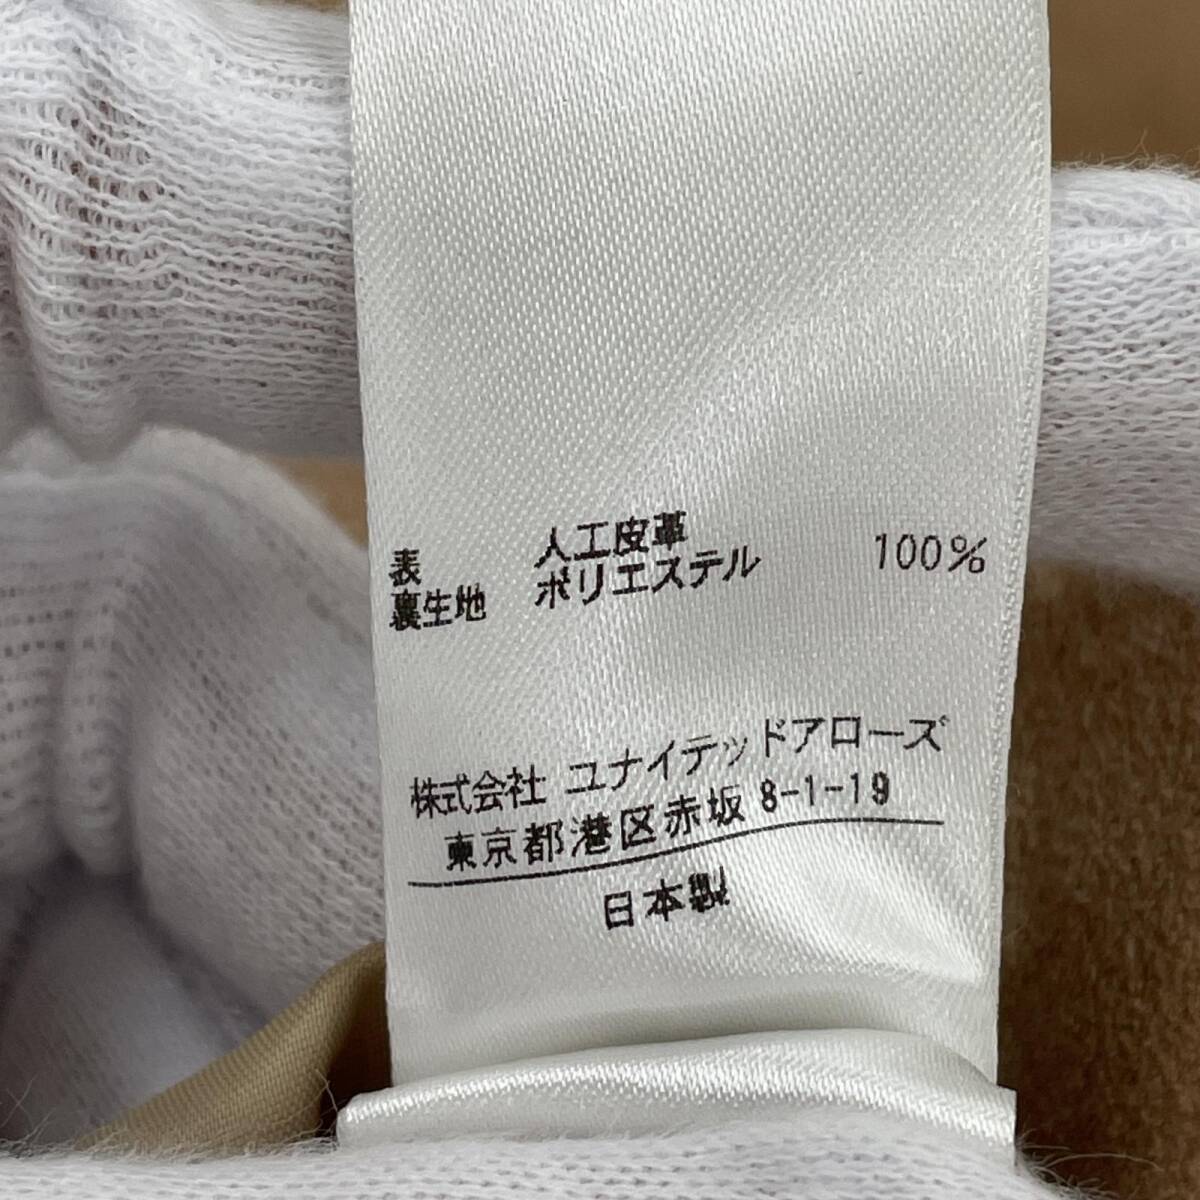 表 人工皮革
裏生地 ポリエステル 100%
株式会社 ユナイテッドアローズ
東京都港区赤坂 8-1-19
日本製